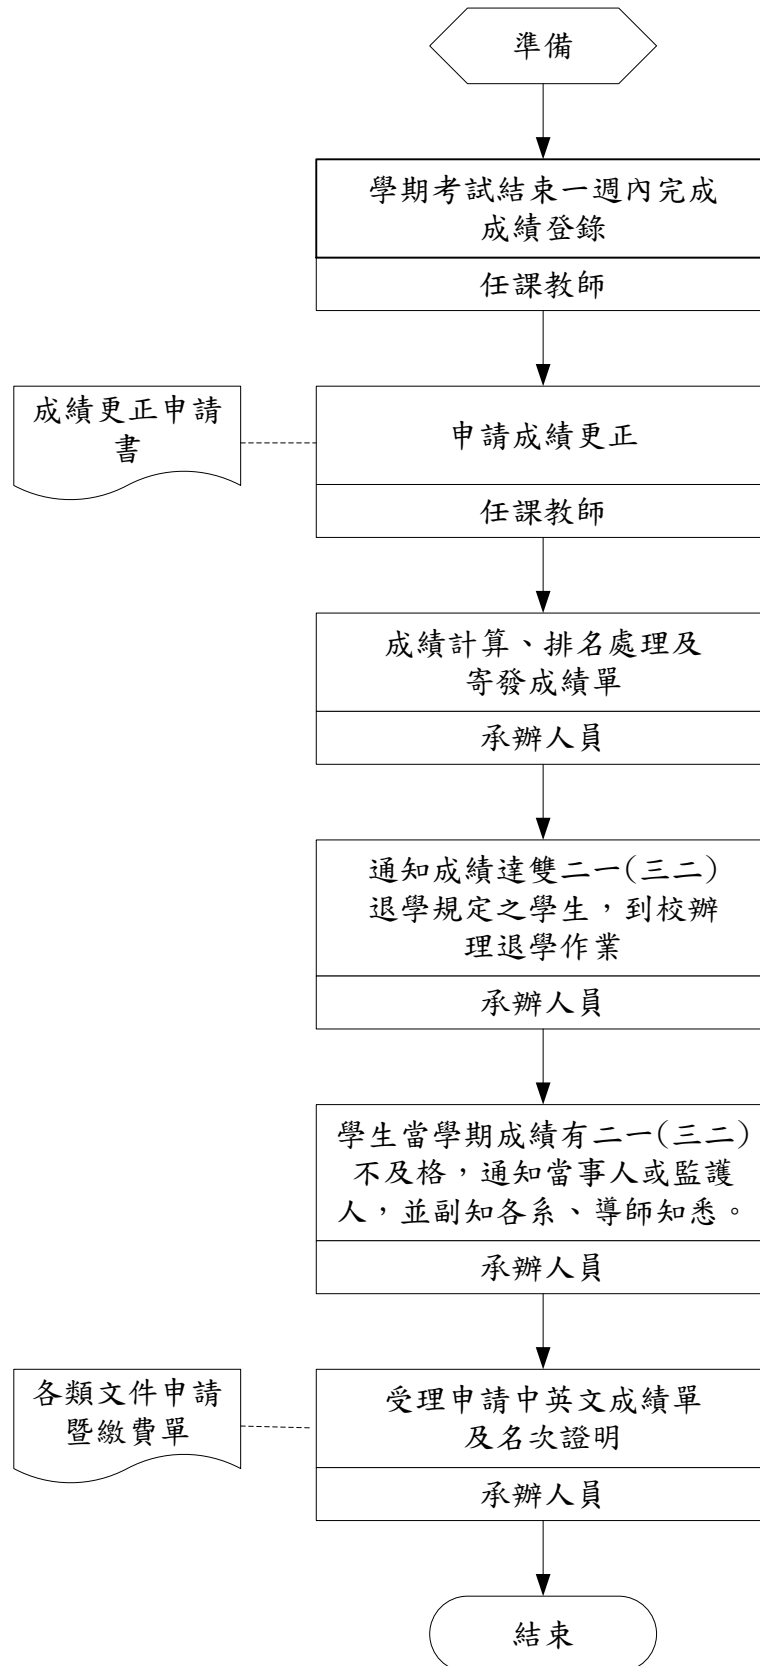 準備
學期考試結束一週內完成
成績登錄
任課教師
成績更正申請
書
申請成績更正
任課教師
成績計算、排名處理及
寄發成績單
承辦人員
通知成績達雙二一(三二)
退學規定之學生，到校辦
理退學作業
承辦人員
學生當學期成績有二一(三二)
不及格，通知當事人或監護
人，並副知各系、導師知悉。
承辦人員
各類文件申請
暨繳費單
受理申請中英文成績單
及名次證明
承辦人員
結束